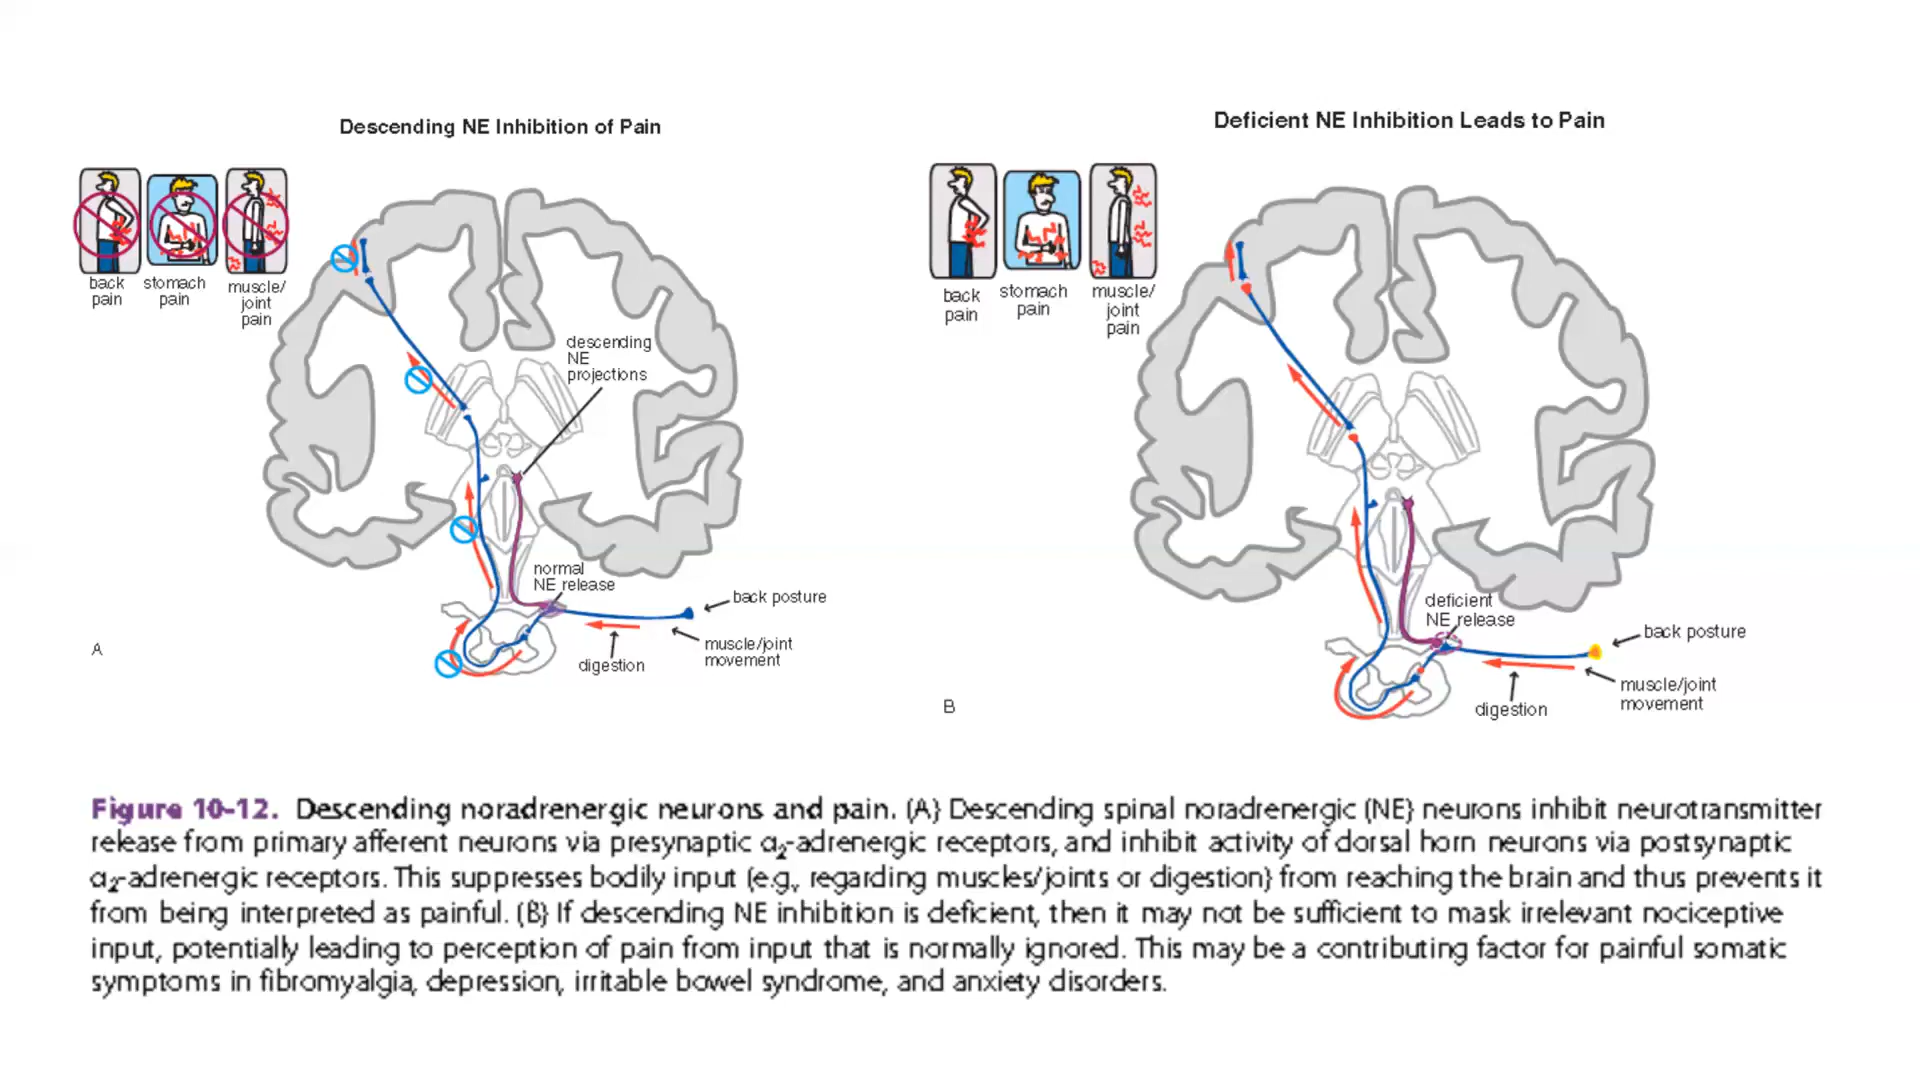 Descending NE Inhibition of Pain
back
pain
stomach
pain
muscle/
joint
pain
descending
NE
projections
normal
NE release
back posture
muscle/joint
movement
digestion
A
Deficient NE Inhibition Leads to Pain
back
pain
stomach
pain
muscle/
joint
pain
deficient
NE release
back posture
muscle/joint
movement
digestion
B
Figure 10-12. Descending noradrenergic neurons and pain. (A) Descending spinal noradrenergic (NE) neurons inhibit neurotransmitter
release from primary afferent neurons via presynaptic α₂-adrenergic receptors, and inhibit activity of dorsal horn neurons via postsynaptic
α₂-adrenergic receptors. This suppresses bodily input (e.g., regarding muscles/joints or digestion) from reaching the brain and thus prevents it
from being interpreted as painful. (B) If descending NE inhibition is deficient, then it may not be sufficient to mask irrelevant nociceptive
input, potentially leading to perception of pain from input that is normally ignored. This may be a contributing factor for painful somatic
symptoms in fibromyalgia, depression, irritable bowel syndrome, and anxiety disorders.